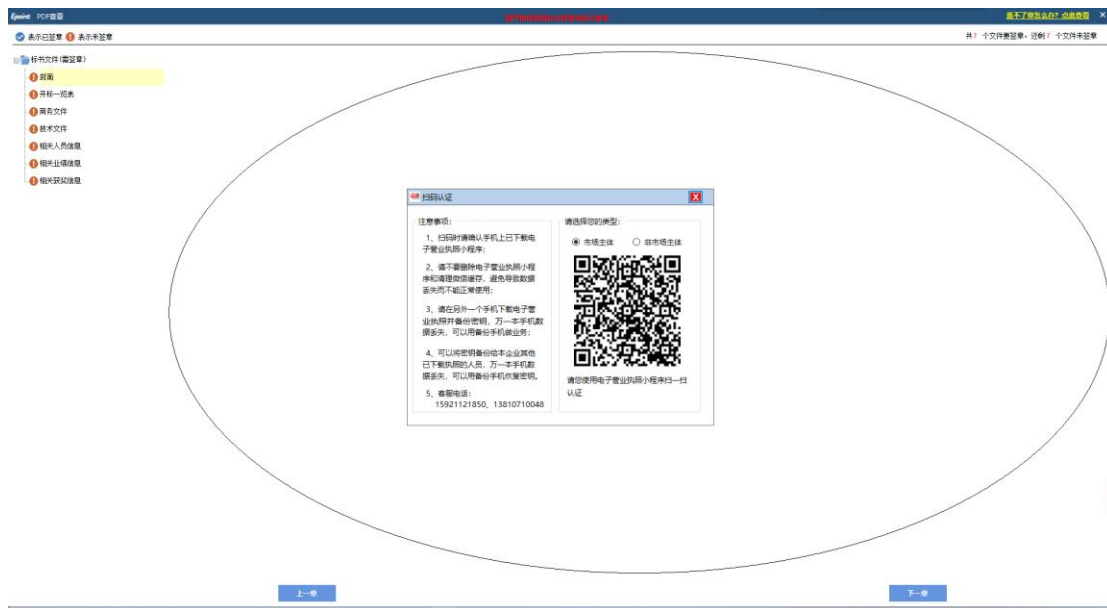 Epoint PDF查看
盖不了章怎么办？点此查看 ×
表示已签章 表示未签章
共7 个文件要签章，还剩7 个文件未签章
标书文件(需签章)
封面
开标一览表
商务文件
技术文件
相关人员信息
相关业绩信息
相关获奖信息
扫码认证
注意事项：
1、扫码时请确认手机上已下载电
子营业执照小程序；
2、请不要删除电子营业执照小程
序和清理微信缓存，避免导致数据
丢失而不能正常使用；
3、请在另外一个手机下载电子营
业执照并备份密钥，万一本手机数
据丢失，可以用备份手机做业务；
4、可以将密钥备份给本企业其他
已下载执照的人员，万一本手机数
据丢失，可以用备份手机恢复密钥。
5、客服电话：
15921121850，13810710048
请选择您的类型：
市场主体 非市场主体
请您使用电子营业执照小程序扫一扫
认证
上一章
下一章